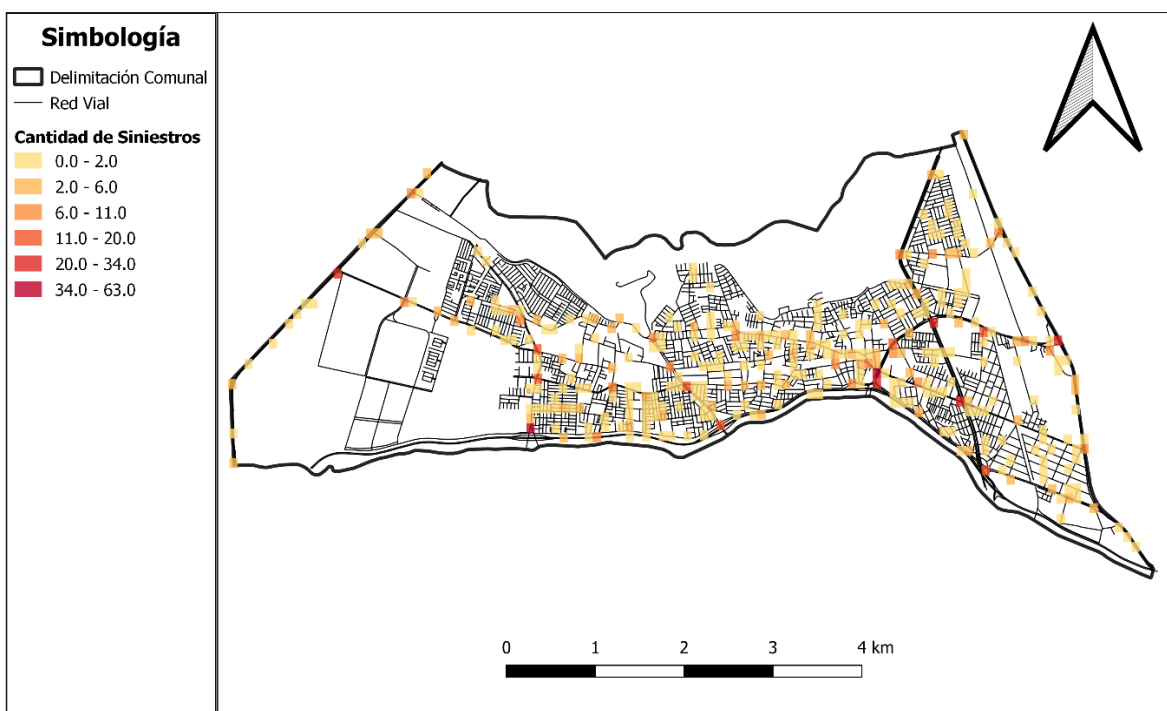 Simbología
Delimitación Comunal
Red Vial
Cantidad de Siniestros
0.0 - 2.0
2.0 - 6.0
6.0 - 11.0
11.0 - 20.0
20.0 - 34.0
34.0 - 63.0
0 1 2 3 4 km